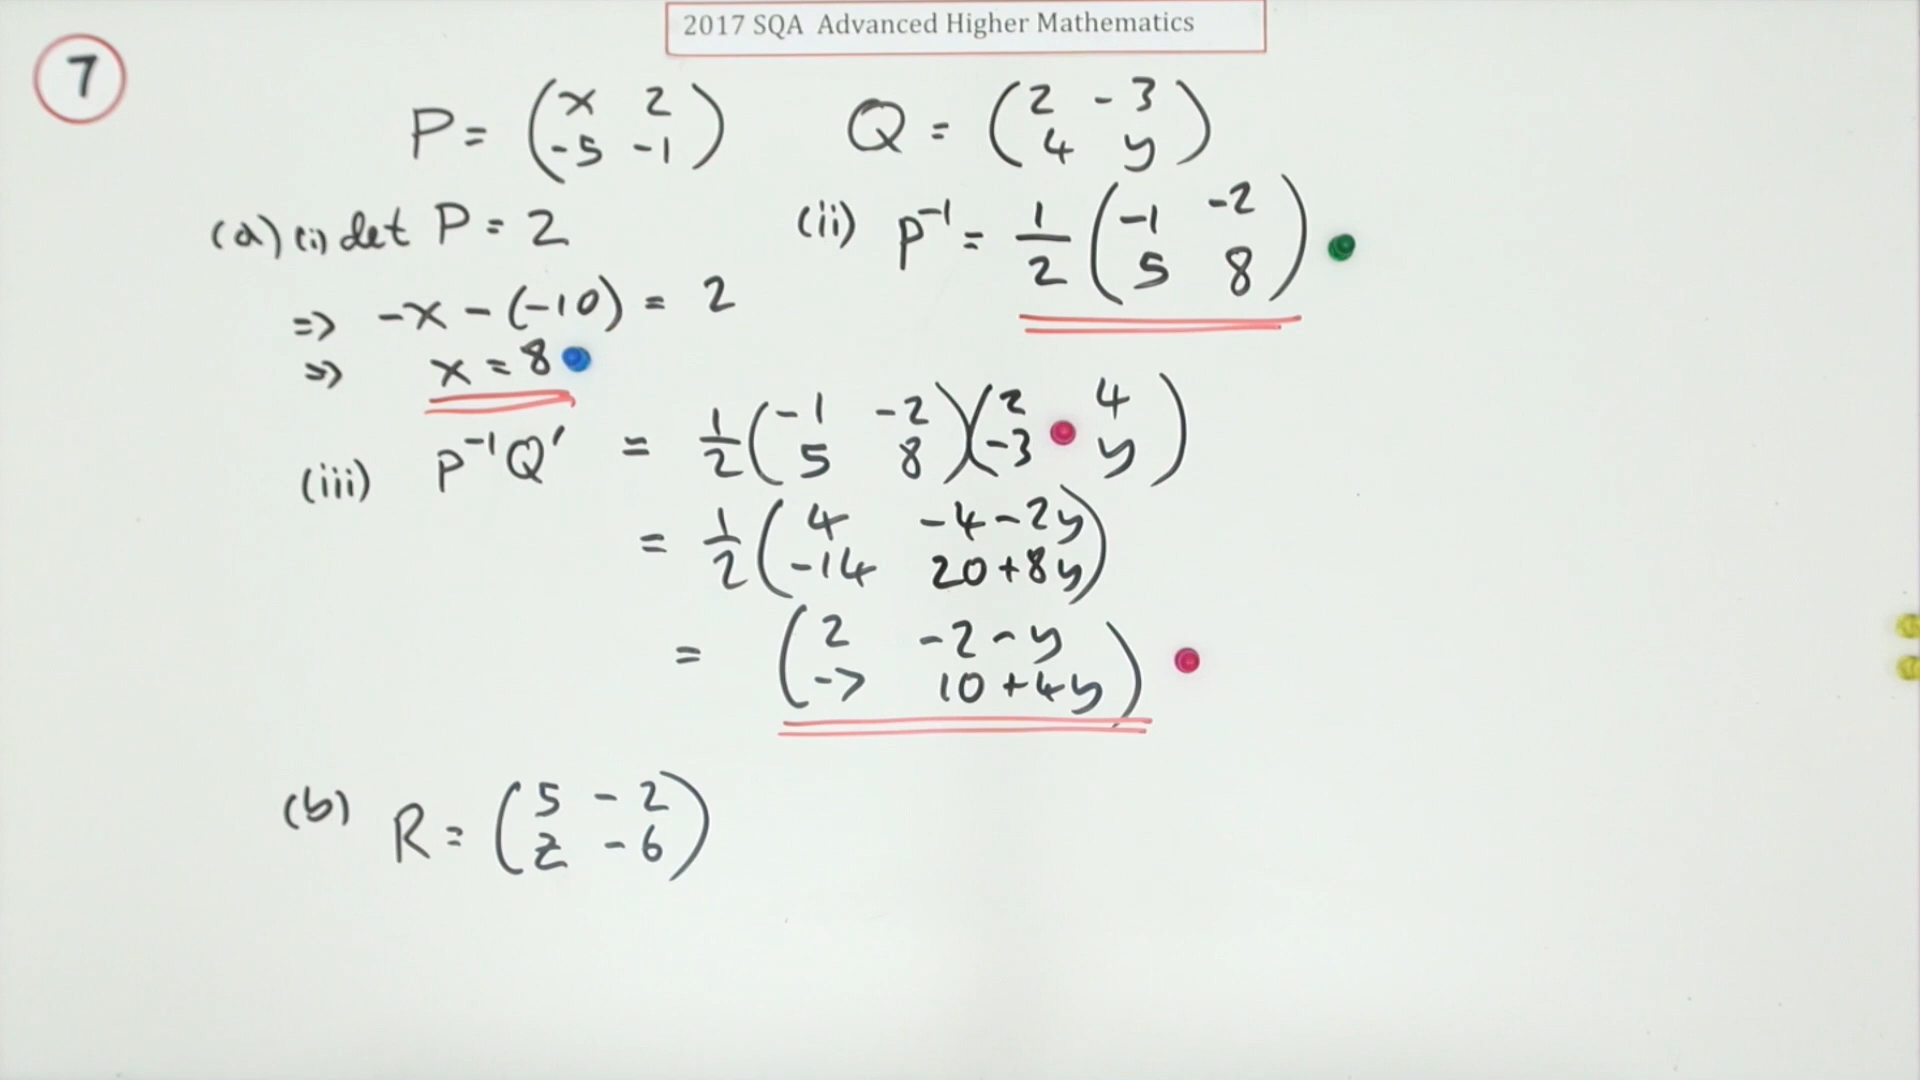 2017 SQA Advanced Higher Mathematics
7
P = (x 2 -5 -1) Q = (2 -3 4 y)
(a) (i) det P = 2 (ii) P⁻¹ = 1/2 (-1 -2 5 8)
=> -x - (-10) = 2
=> x = 8
(iii) P⁻¹Q' = 1/2 (-1 -2 5 8)(2 4 -3 y)
= 1/2 (4 -4-2y -14 20+8y)
= (2 -2-y -7 10+4y)
(b) R = (5 -2 z -6)